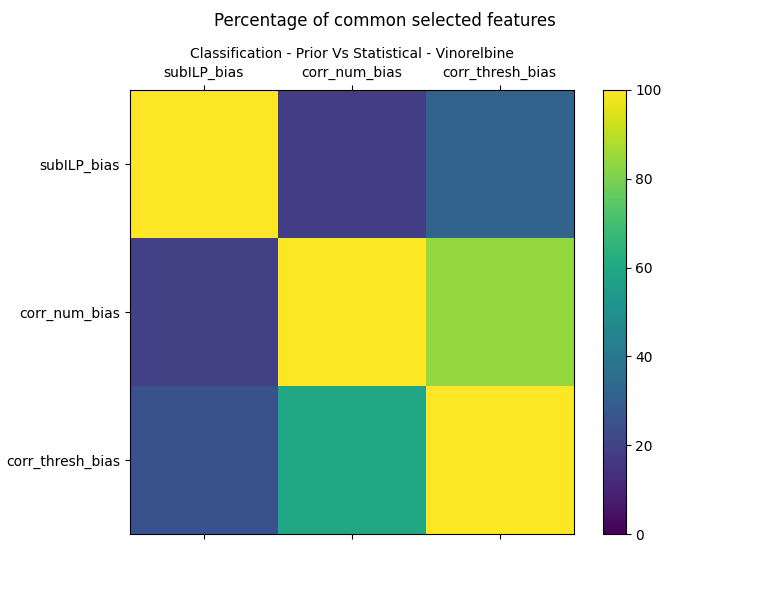 Percentage of common selected features
Classification - Prior Vs Statistical - Vinorelbine
subILP_bias corr_num_bias corr_thresh_bias
100
subILP_bias
80
60
corr_num_bias
40
corr_thresh_bias
20
0